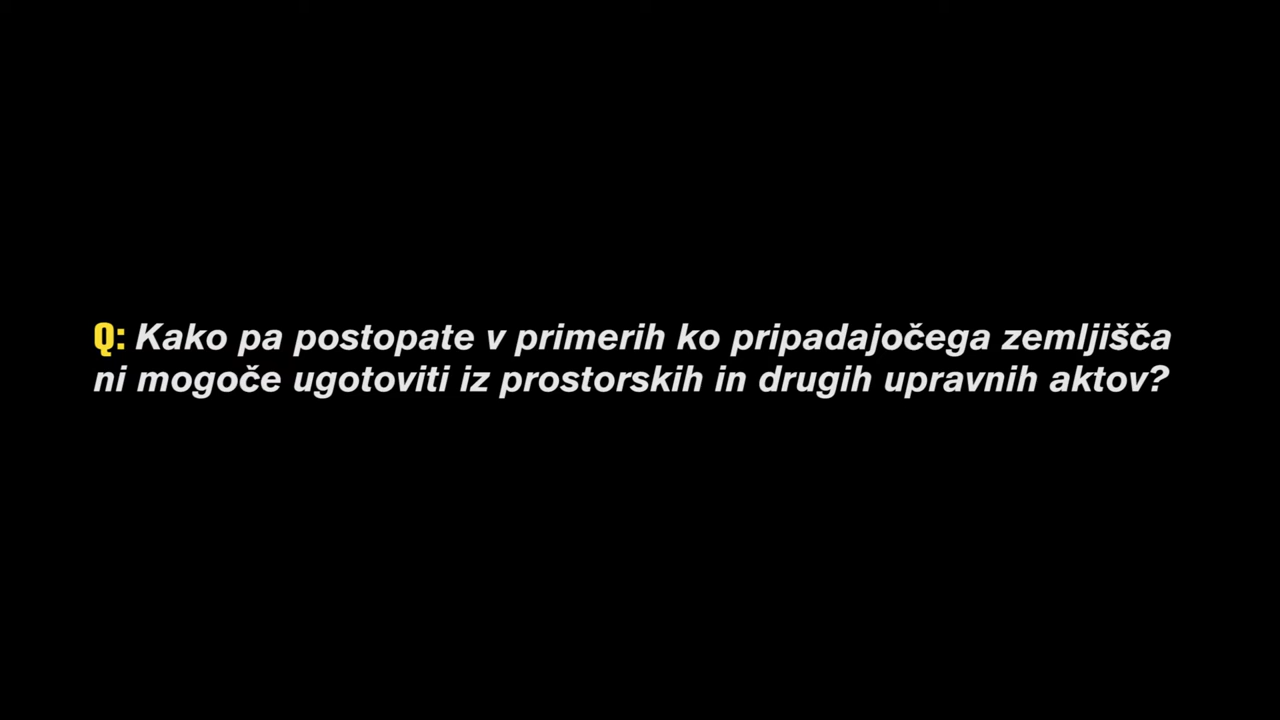 Q: Kako pa postopate v primerih ko pripadajočega zemljišča
ni mogoče ugotoviti iz prostorskih in drugih upravnih aktov?